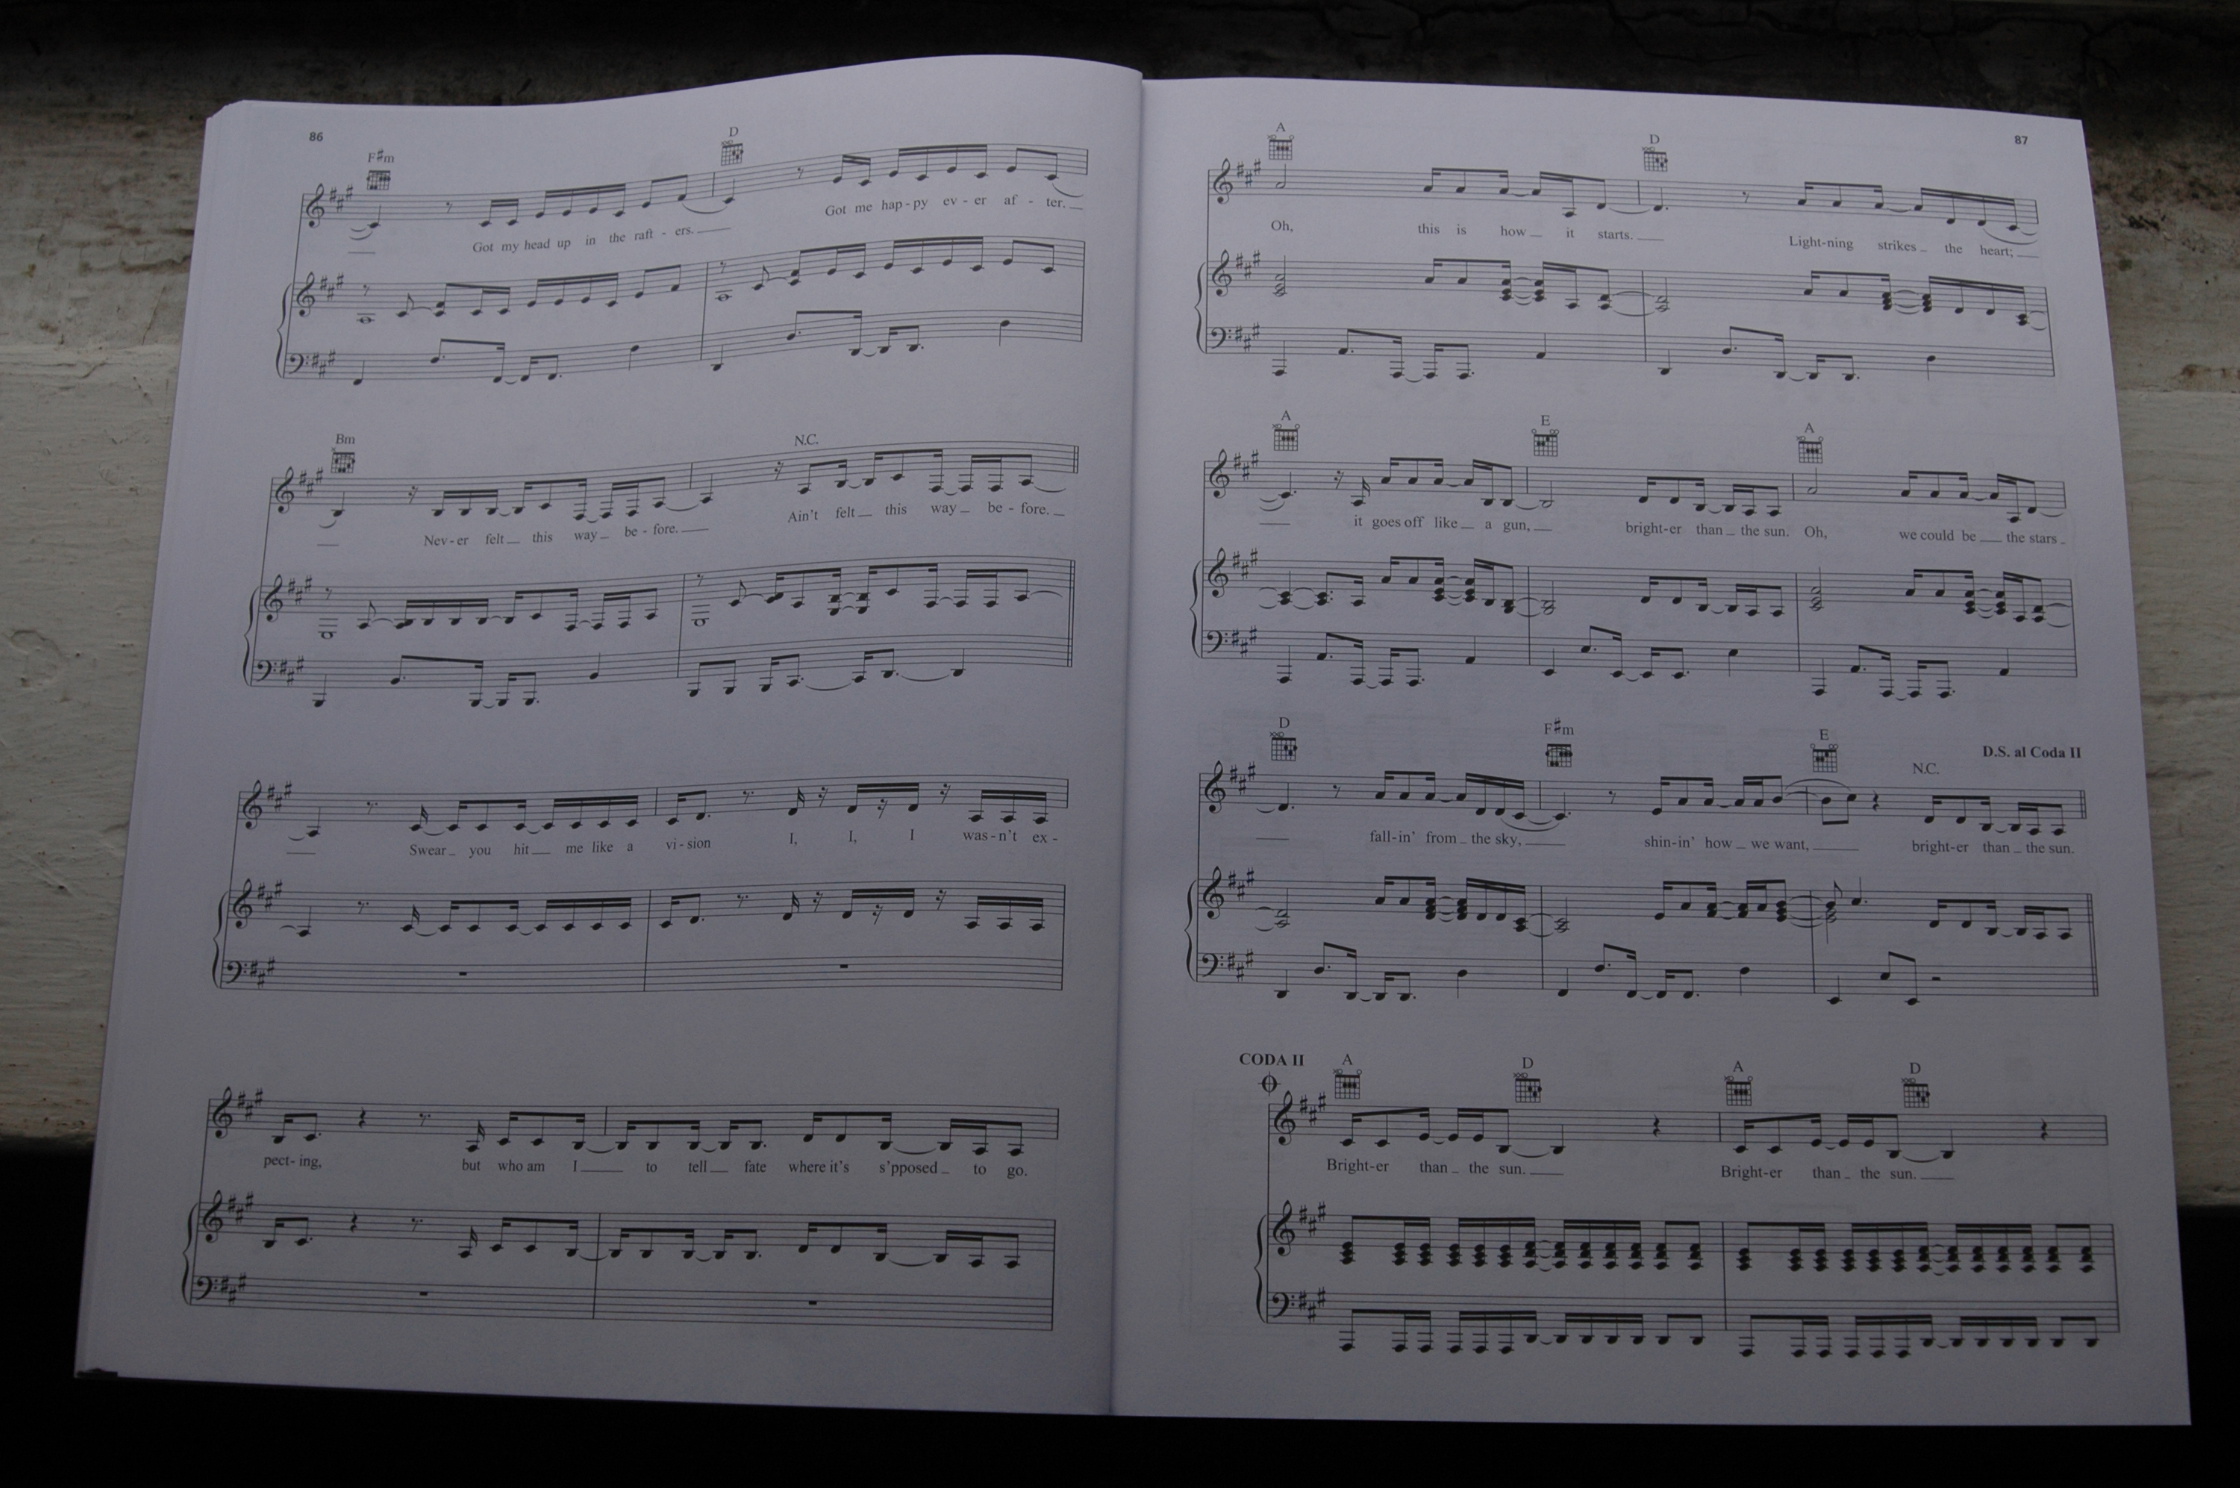 86
F#m D
Got my head up in the raft - ers. Got me hap - py ev - er af - ter.
Bm N.C.
Nev - er felt this way be - fore. Ain't felt this way be - fore.
Swear you hit me like a vi - sion I, I, I was - n't ex -
pect - ing, but who am I to tell fate where it's s'pposed to go.
87
A D
Oh, this is how it starts. Light - ning strikes the heart;
A E A
it goes off like a gun, bright - er than the sun. Oh, we could be the stars
D F#m E D.S. al Coda II
N.C.
fall - in' from the sky, shin - in' how we want, bright - er than the sun.
CODA II A D A D
Bright - er than the sun. Bright - er than the sun.